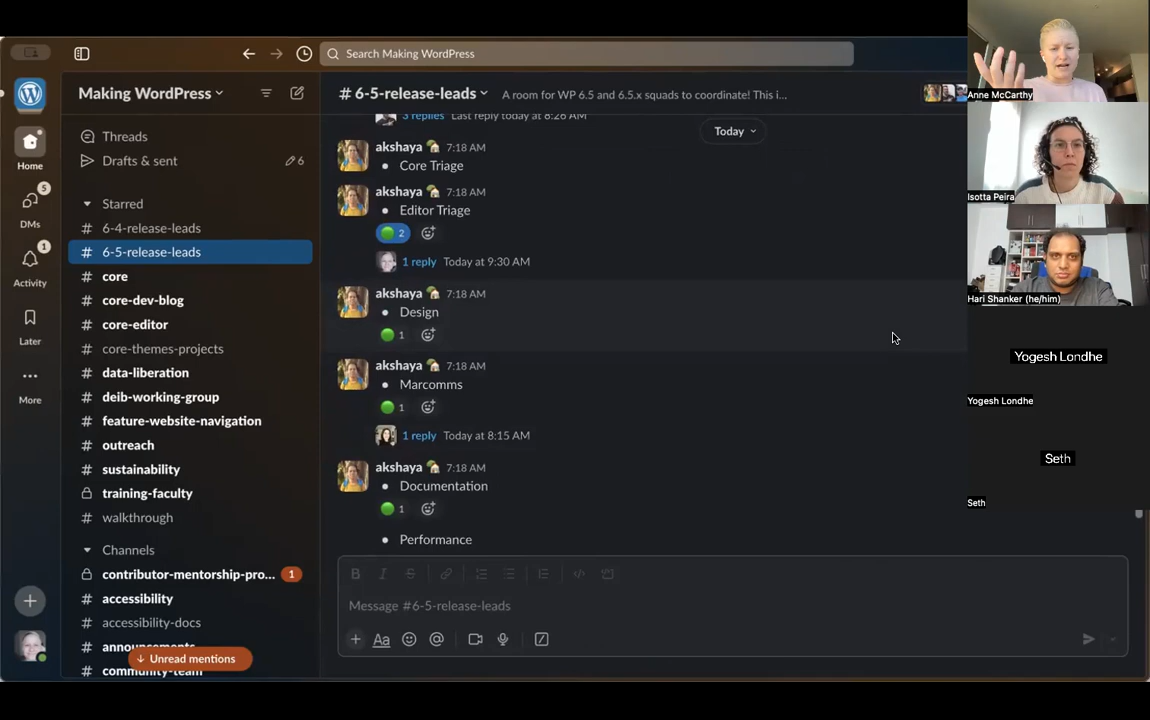 Search Making WordPress
Making WordPress
Home
DMs
5
Activity
1
Later
More
Threads
Drafts & sent
6
Starred
# 6-4-release-leads
# 6-5-release-leads
# core
# core-dev-blog
# core-editor
# core-themes-projects
# data-liberation
# deib-working-group
# feature-website-navigation
# outreach
# sustainability
training-faculty
# walkthrough
Channels
contributor-mentorship-pro... 1
# accessibility
# accessibility-docs
# announcements
# community-team
↓ Unread mentions
# 6-5-release-leads
A room for WP 6.5 and 6.5.x squads to coordinate! This i...
3 replies Last reply today at 8:26 AM
Today
akshaya 7:18 AM
• Core Triage
akshaya 7:18 AM
• Editor Triage
2
1 reply Today at 9:30 AM
akshaya 7:18 AM
• Design
1
akshaya 7:18 AM
• Marcomms
1
1 reply Today at 8:15 AM
akshaya 7:18 AM
• Documentation
1
• Performance
B I S
Message #6-5-release-leads
+ Aa @
Anne McCarthy
Isotta Peira
Hari Shanker (he/him)
Yogesh Londhe
Yogesh Londhe
Seth
Seth